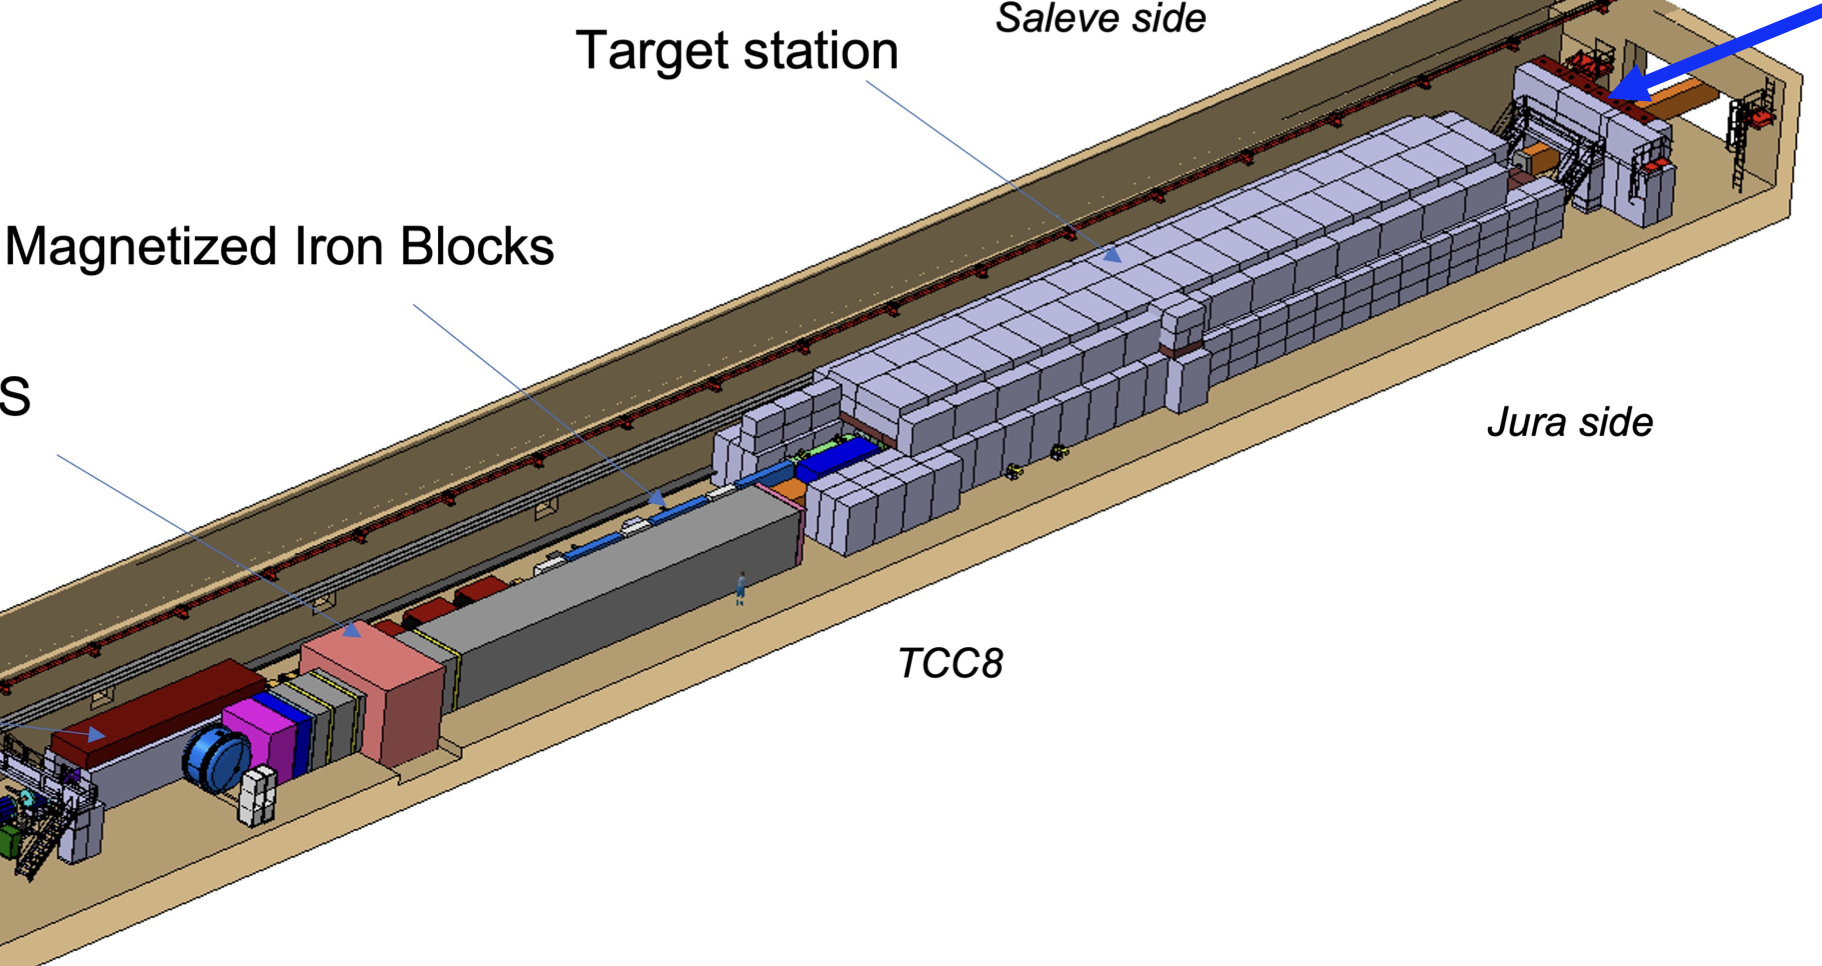 Saleve side
Target station
Magnetized Iron Blocks
S
Jura side
TCC8